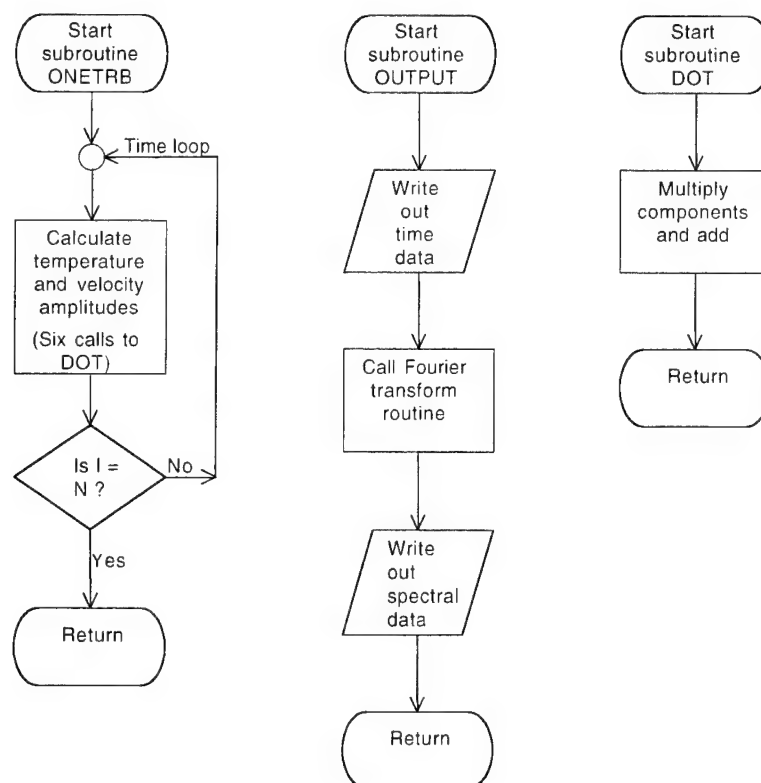 Start
subroutine
ONETRB
Time loop
Calculate
temperature
and velocity
amplitudes
(Six calls to
DOT)
Is I =
N ?
No
Yes
Return
Start
subroutine
OUTPUT
Write
out
time
data
Call Fourier
transform
routine
Write
out
spectral
data
Return
Start
subroutine
DOT
Multiply
components
and add
Return